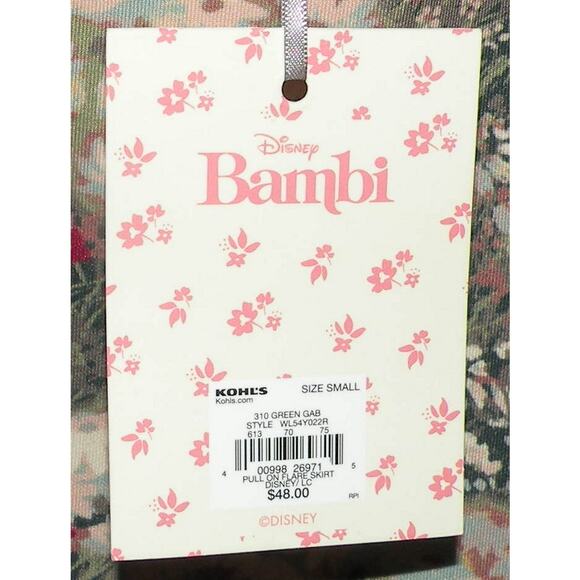 Disney
Bambi
KOHL'S SIZE SMALL
Kohls.com
310 GREEN GAB
STYLE WL54Y022R
613 70 75
4 00998 26971 5
PULL ON FLARE SKIRT
DISNEY/ LC
$48.00 RPI
©DISNEY